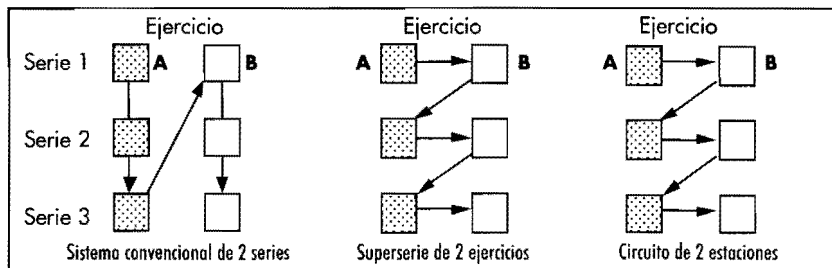 Ejercicio Ejercicio Ejercicio
Serie 1 A B A B A B
Serie 2
Serie 3
Sistema convencional de 2 series Superserie de 2 ejercicios Circuito de 2 estaciones